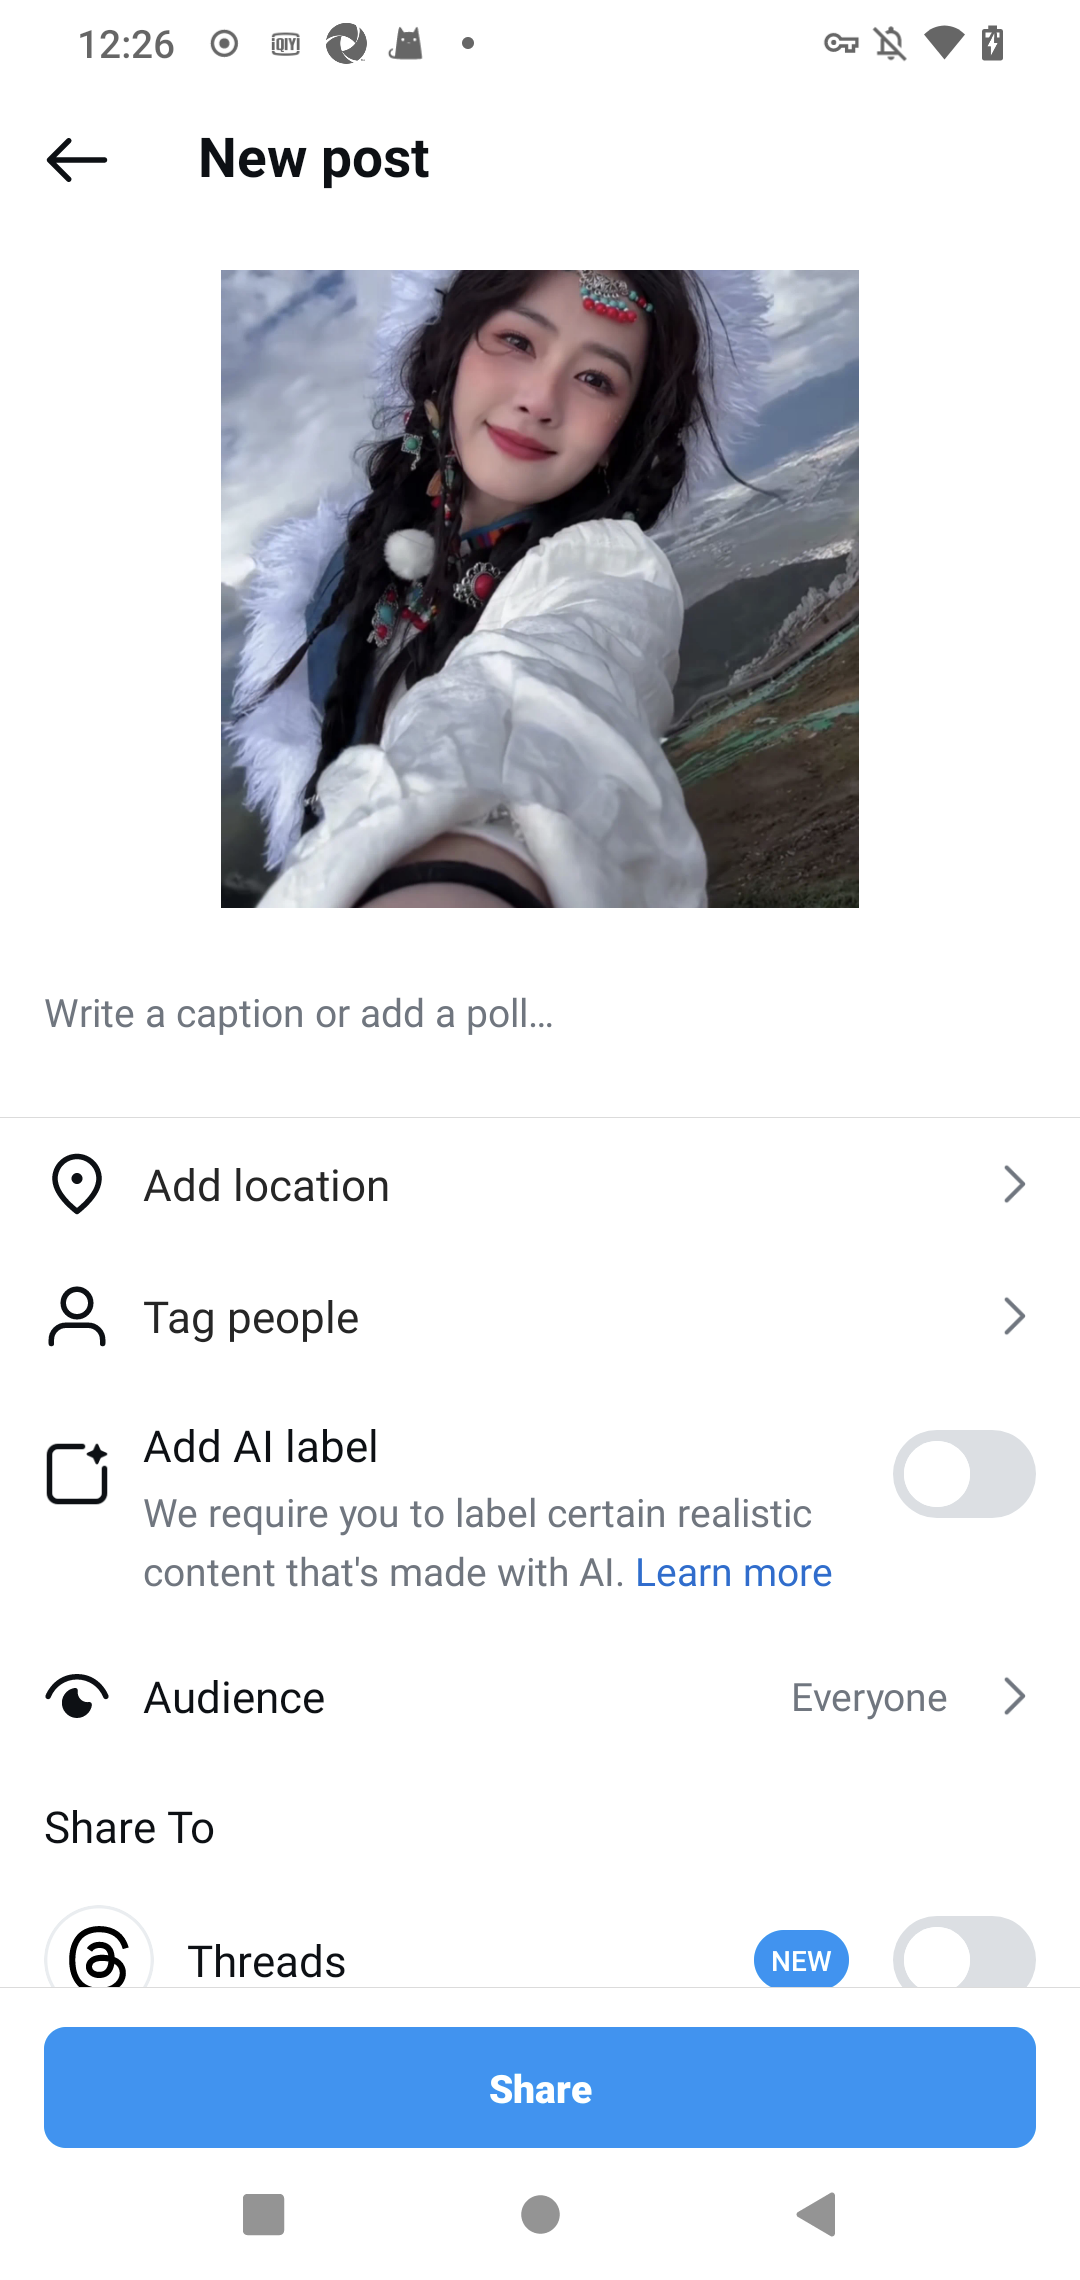 12:26 iQIYI
New post
Write a caption or add a poll...
Add location
Tag people
Add AI label
We require you to label certain realistic
content that's made with AI. Learn more
Audience Everyone
Share To
Threads NEW
Share